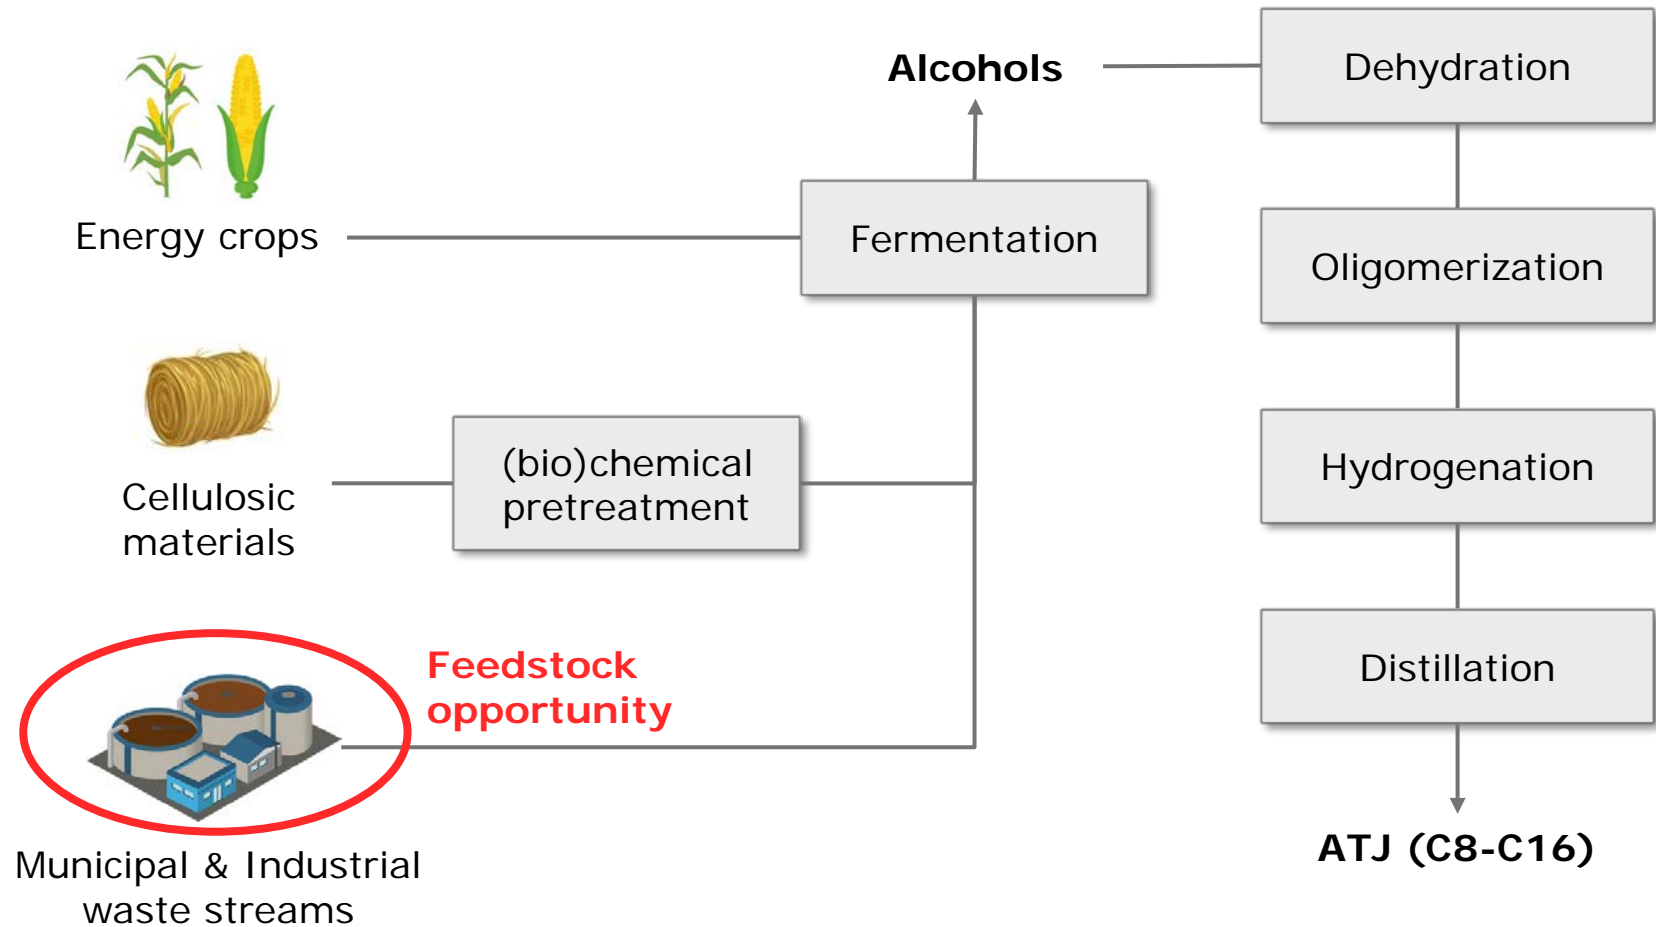 Alcohols
Dehydration
Energy crops
Fermentation
Oligomerization
(bio)chemical
pretreatment
Hydrogenation
Cellulosic
materials
Feedstock
opportunity
Distillation
Municipal & Industrial
waste streams
ATJ (C8-C16)